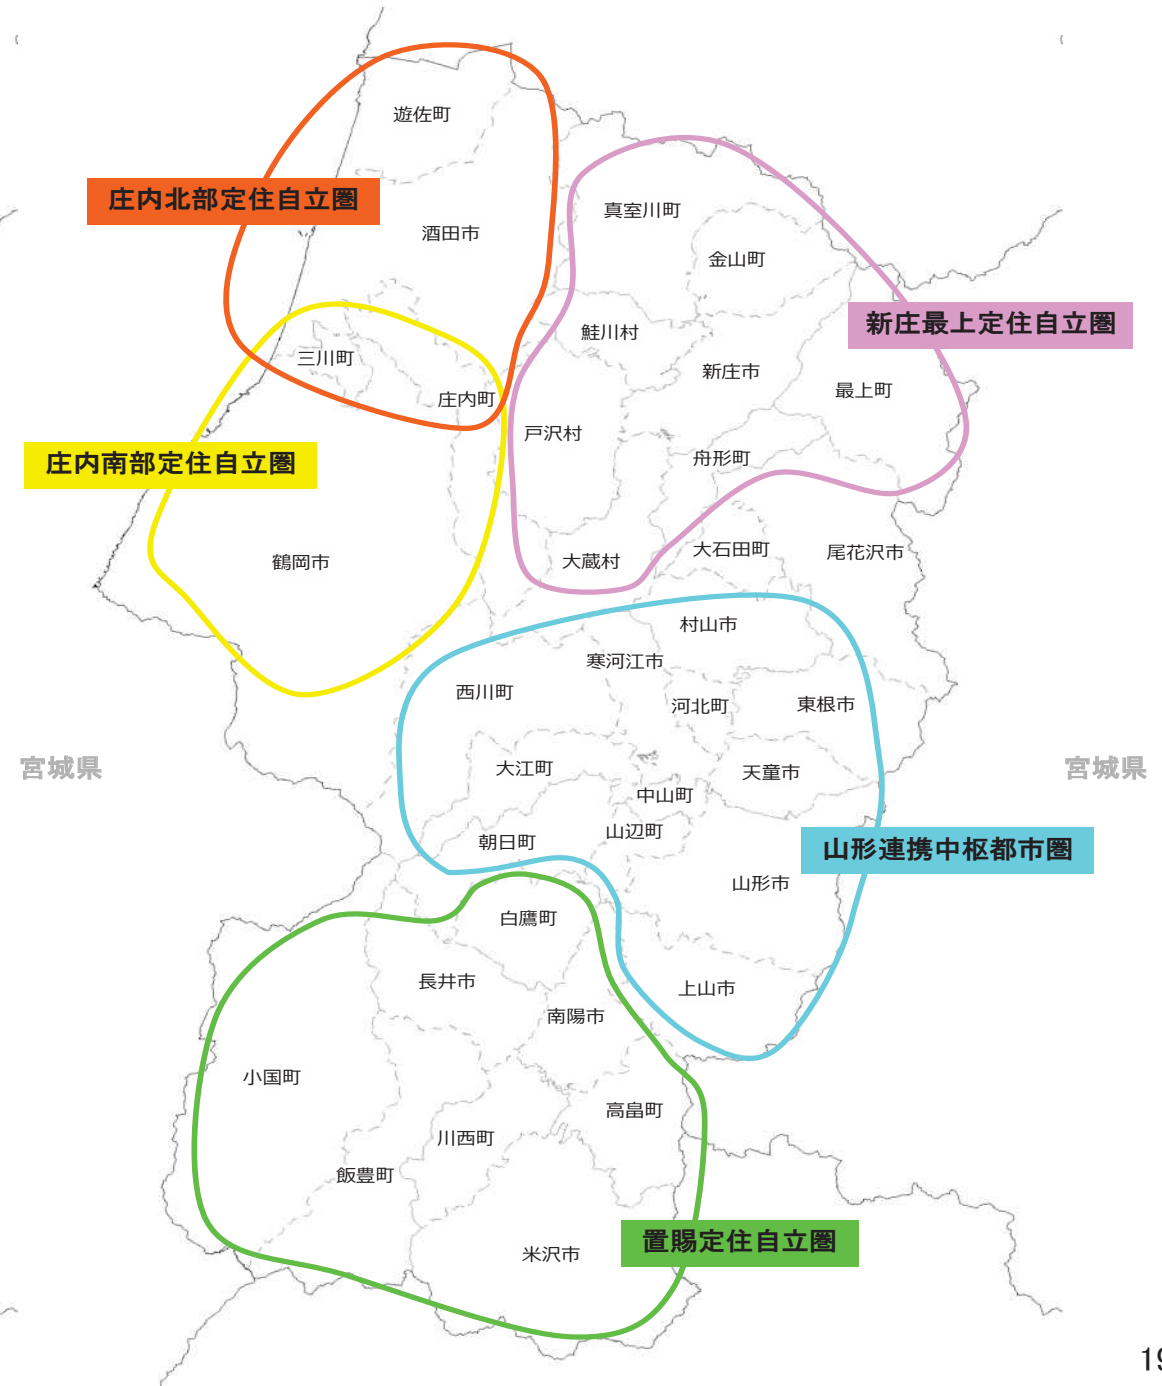 遊佐町
庄内北部定住自立圏
酒田市
真室川町
金山町
新庄最上定住自立圏
鮭川村
三川町
新庄市
最上町
庄内町
戸沢村
庄内南部定住自立圏
舟形町
大石田町
尾花沢市
鶴岡市
大蔵村
村山市
寒河江市
西川町
河北町
東根市
宮城県
大江町
天童市
宮城県
中山町
朝日町
山辺町
山形連携中枢都市圏
山形市
白鷹町
長井市
上山市
南陽市
小国町
高畠町
川西町
飯豊町
置賜定住自立圏
米沢市
19